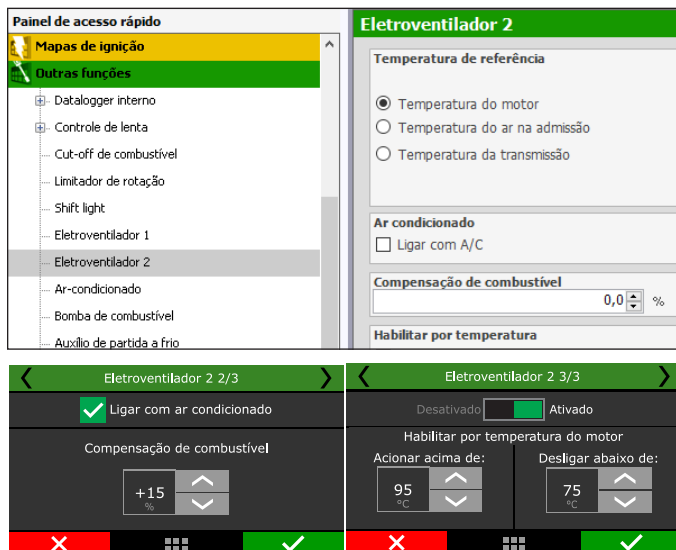 Painel de acesso rápido
Mapas de ignição
Outras funções
Datalogger interno
Controle de lenta
Cut-off de combustível
Limitador de rotação
Shift light
Eletroventilador 1
Eletroventilador 2
Ar-condicionado
Bomba de combustível
Auxílio de partida a frio
Eletroventilador 2
Temperatura de referência
Temperatura do motor
Temperatura do ar na admissão
Temperatura da transmissão
Ar condicionado
Ligar com A/C
Compensação de combustível
0,0 %
Habilitar por temperatura
Eletroventilador 2 2/3
Ligar com ar condicionado
Compensação de combustível
+15
%
Eletroventilador 2 3/3
Desativado Ativado
Habilitar por temperatura do motor
Acionar acima de: Desligar abaixo de:
95 75
°C °C